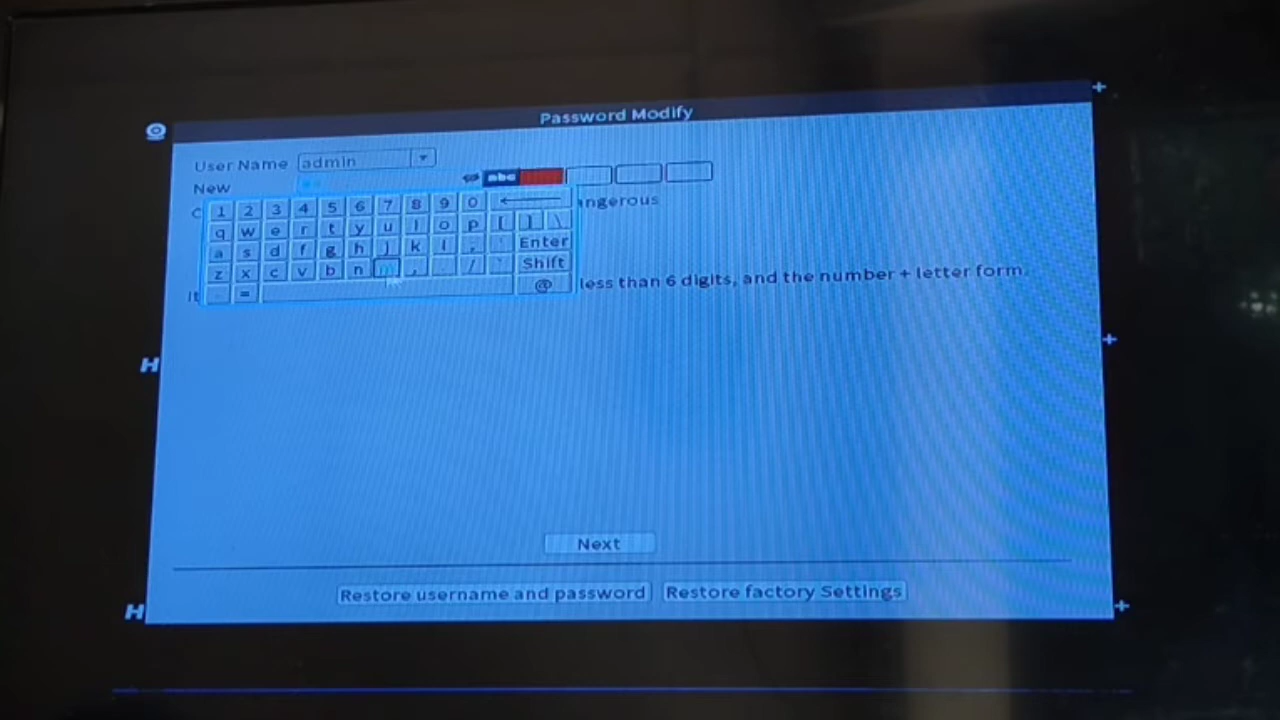 Password Modify
User Name admin
New abc
angerous
1 2 3 4 5 6 7 8 9 0
q w e r t y u i o p [ ] \
a s d f g h j k l ; ' Enter
z x c v b n m , . / ` Shift
- = @
It less than 6 digits, and the number + letter form.
H
Next
Restore username and password Restore factory Settings
H